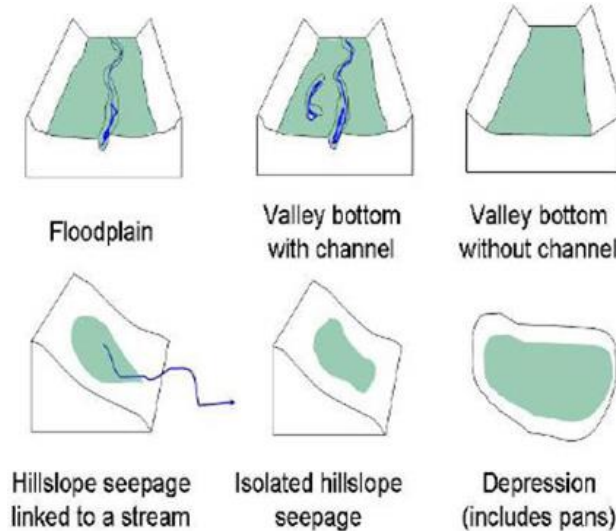 Floodplain
Valley bottom
with channel
Valley bottom
without channel
Hillslope seepage
linked to a stream
Isolated hillslope
seepage
Depression
(includes pans)